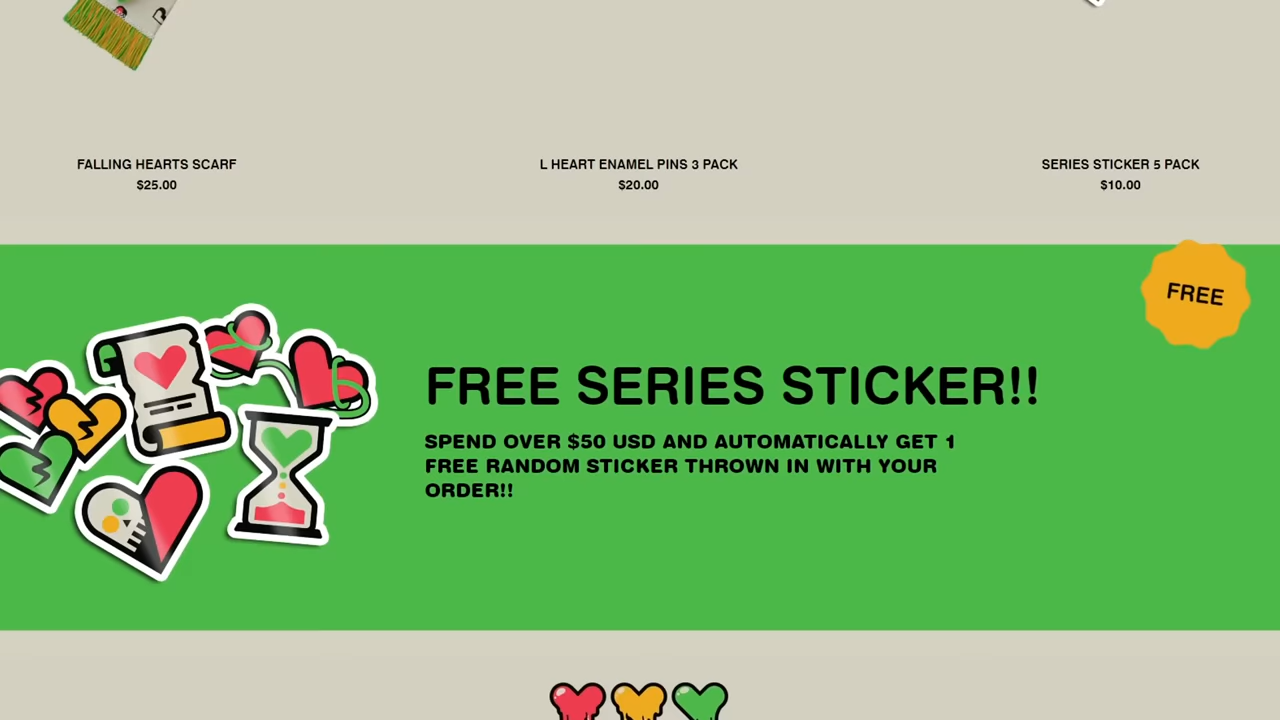 FALLING HEARTS SCARF
$25.00
L HEART ENAMEL PINS 3 PACK
$20.00
SERIES STICKER 5 PACK
$10.00
FREE
FREE SERIES STICKER!!
SPEND OVER $50 USD AND AUTOMATICALLY GET 1
FREE RANDOM STICKER THROWN IN WITH YOUR
ORDER!!